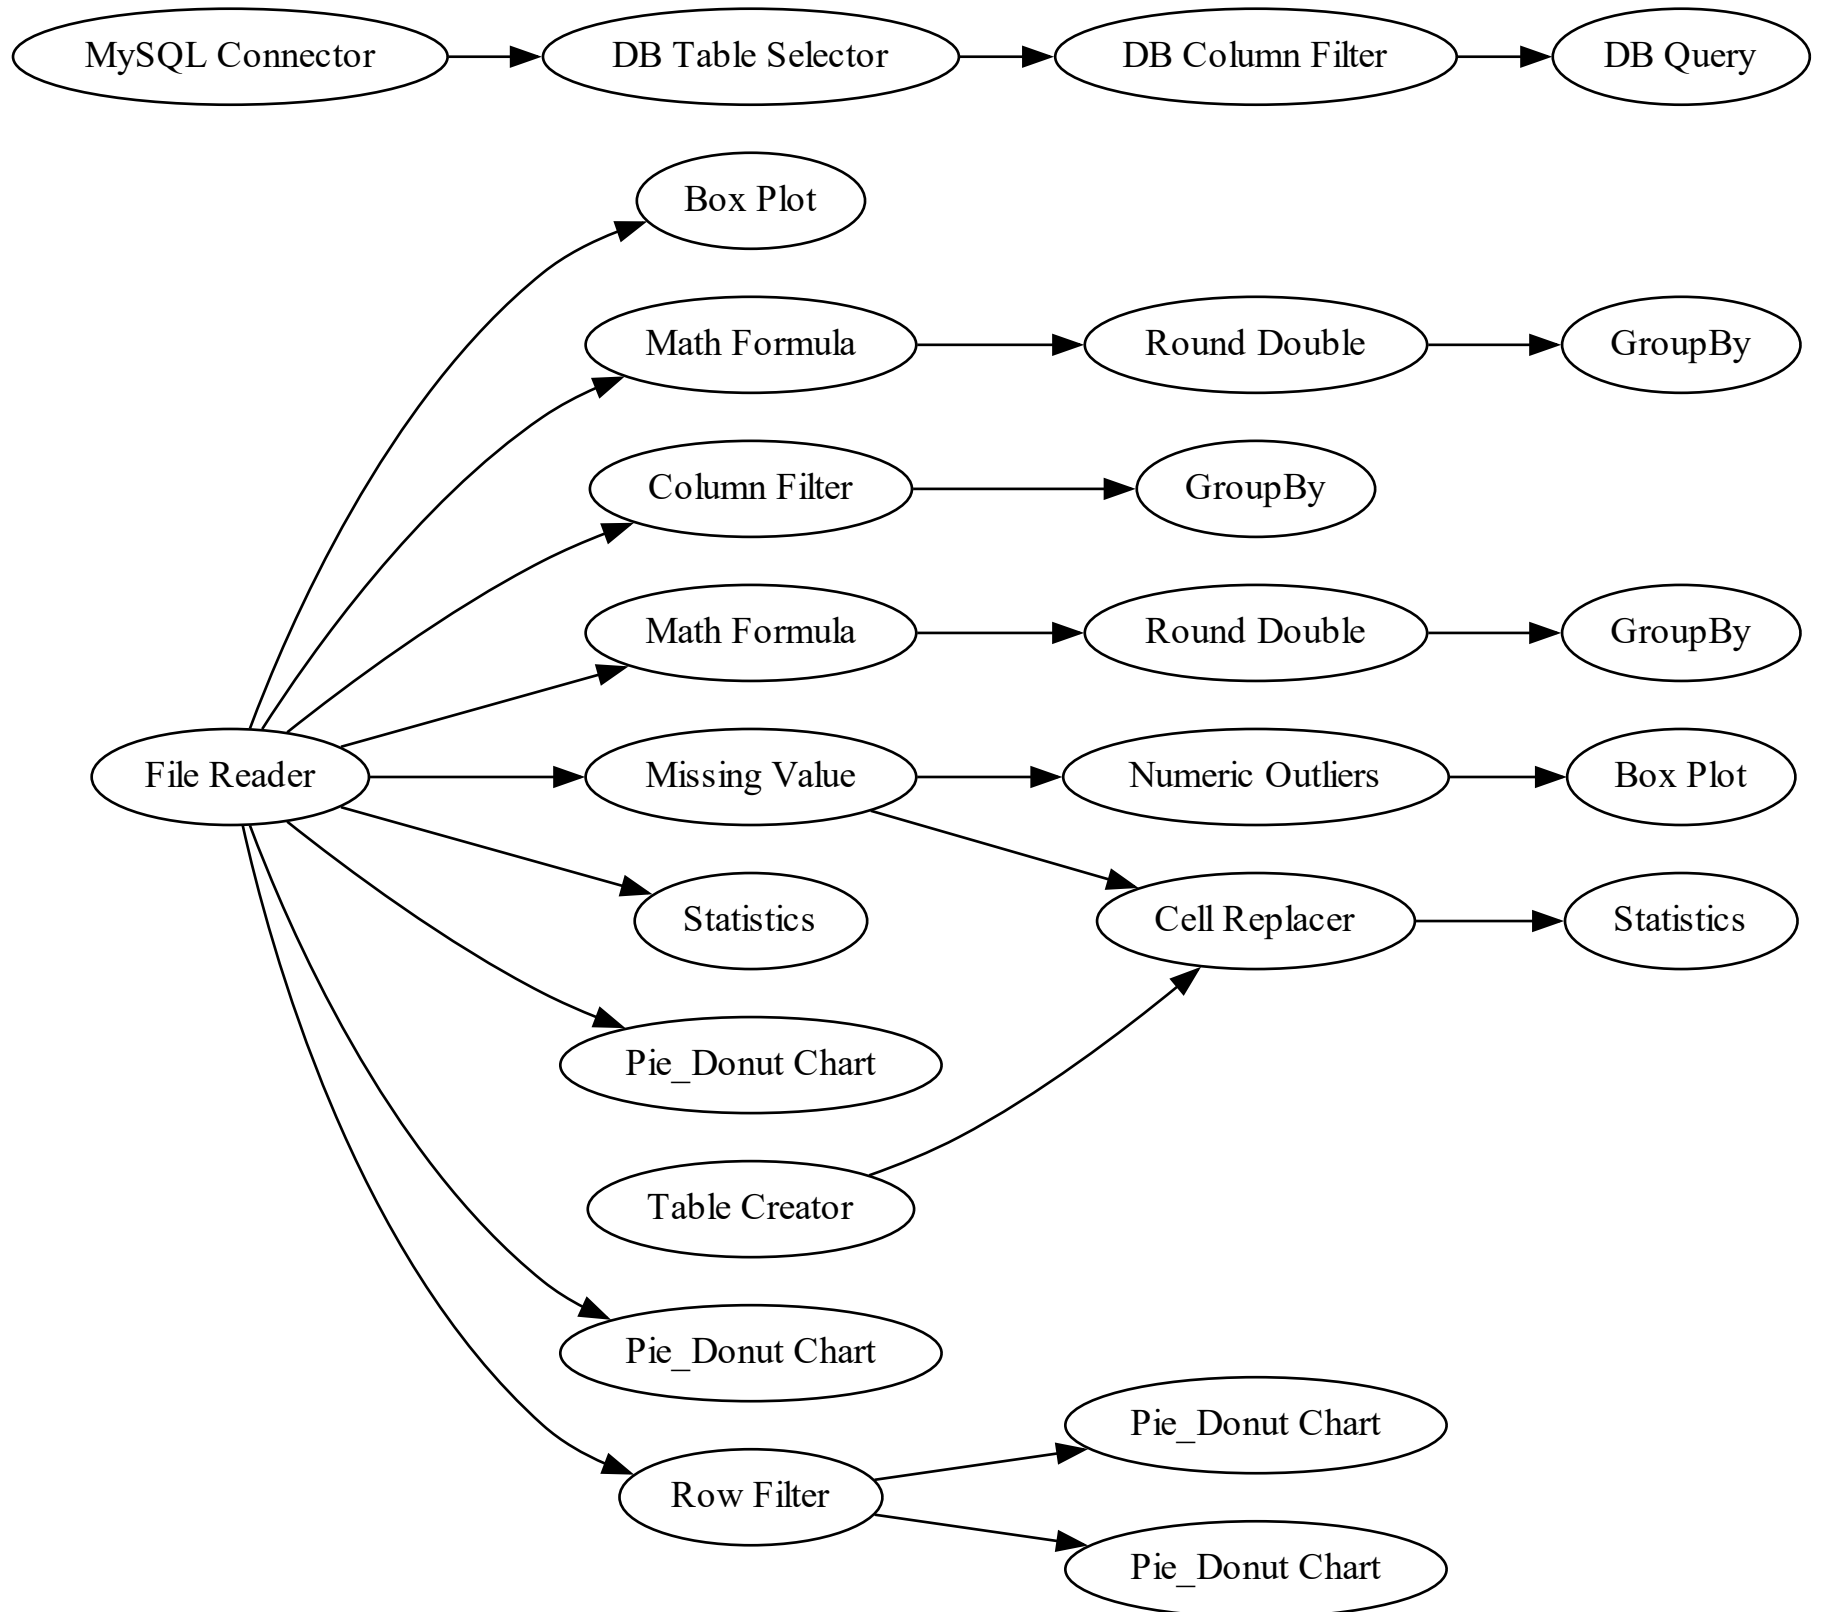 MySQL Connector
DB Table Selector
DB Column Filter
DB Query
Box Plot
Math Formula
Round Double
GroupBy
Column Filter
GroupBy
Math Formula
Round Double
GroupBy
File Reader
Missing Value
Numeric Outliers
Box Plot
Statistics
Cell Replacer
Statistics
Pie_Donut Chart
Table Creator
Pie_Donut Chart
Pie_Donut Chart
Row Filter
Pie_Donut Chart